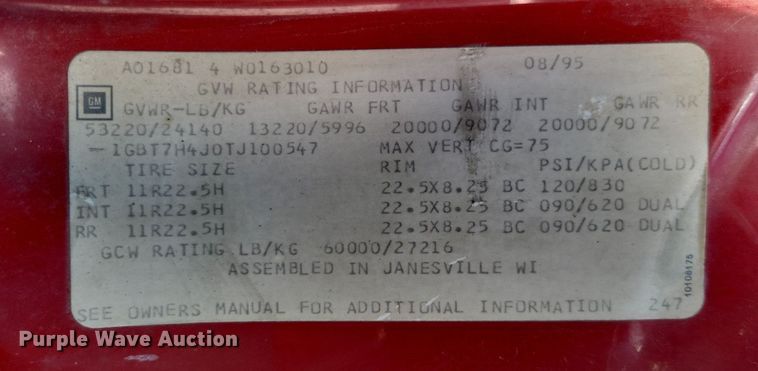 A01681 4 W0163010 08/95
GVW RATING INFORMATION
GM
GVWR-LB/KG GAWR FRT GAWR INT GAWR RR
53220/24140 13220/5996 20000/9072 20000/9072
-1GBT7H4J0TJ100547 MAX VERT CG=75
TIRE SIZE RIM PSI/KPA(COLD)
FRT 11R22.5H 22.5X8.25 BC 120/830
INT 11R22.5H 22.5X8.25 BC 090/620 DUAL
RR 11R22.5H 22.5X8.25 BC 090/620 DUAL
GCW RATING LB/KG 60000/27216
ASSEMBLED IN JANESVILLE WI
SEE OWNERS MANUAL FOR ADDITIONAL INFORMATION 247
10108175
Purple Wave Auction